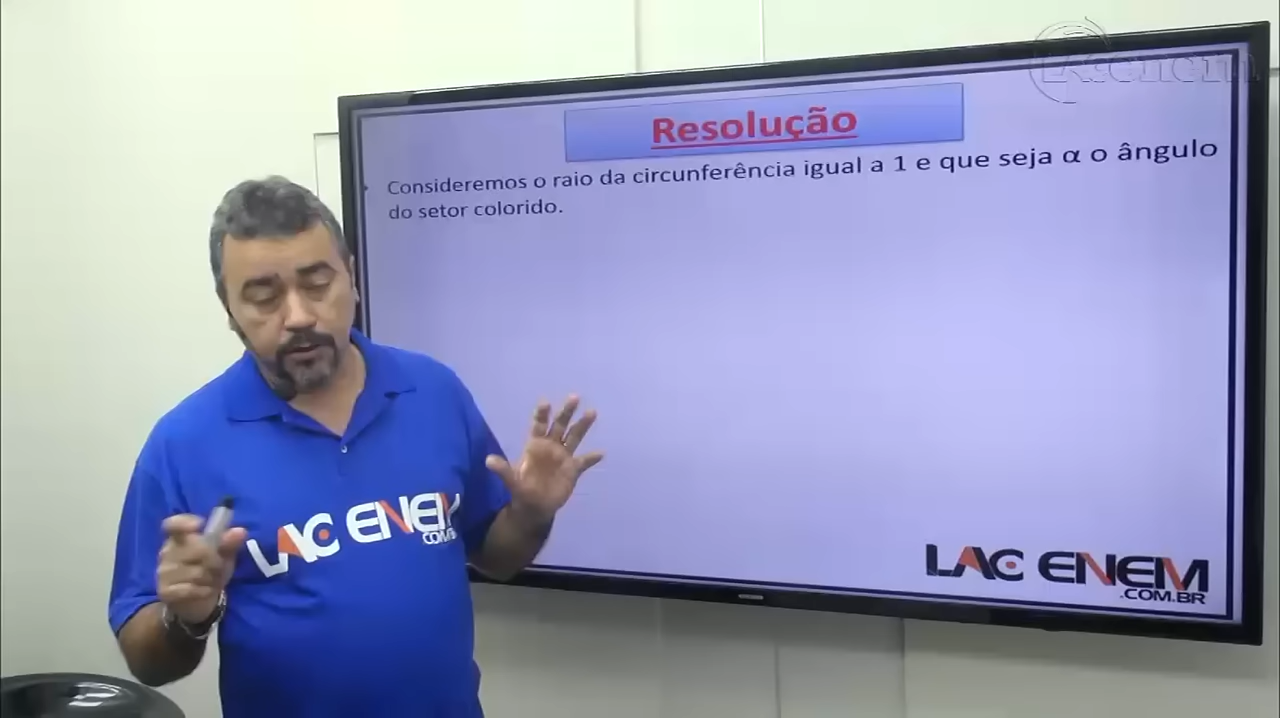 Resolução
Consideremos o raio da circunferência igual a 1 e que seja α o ângulo
do setor colorido.
LAC ENEM
.COM.BR
LAC ENEM
.COM.BR